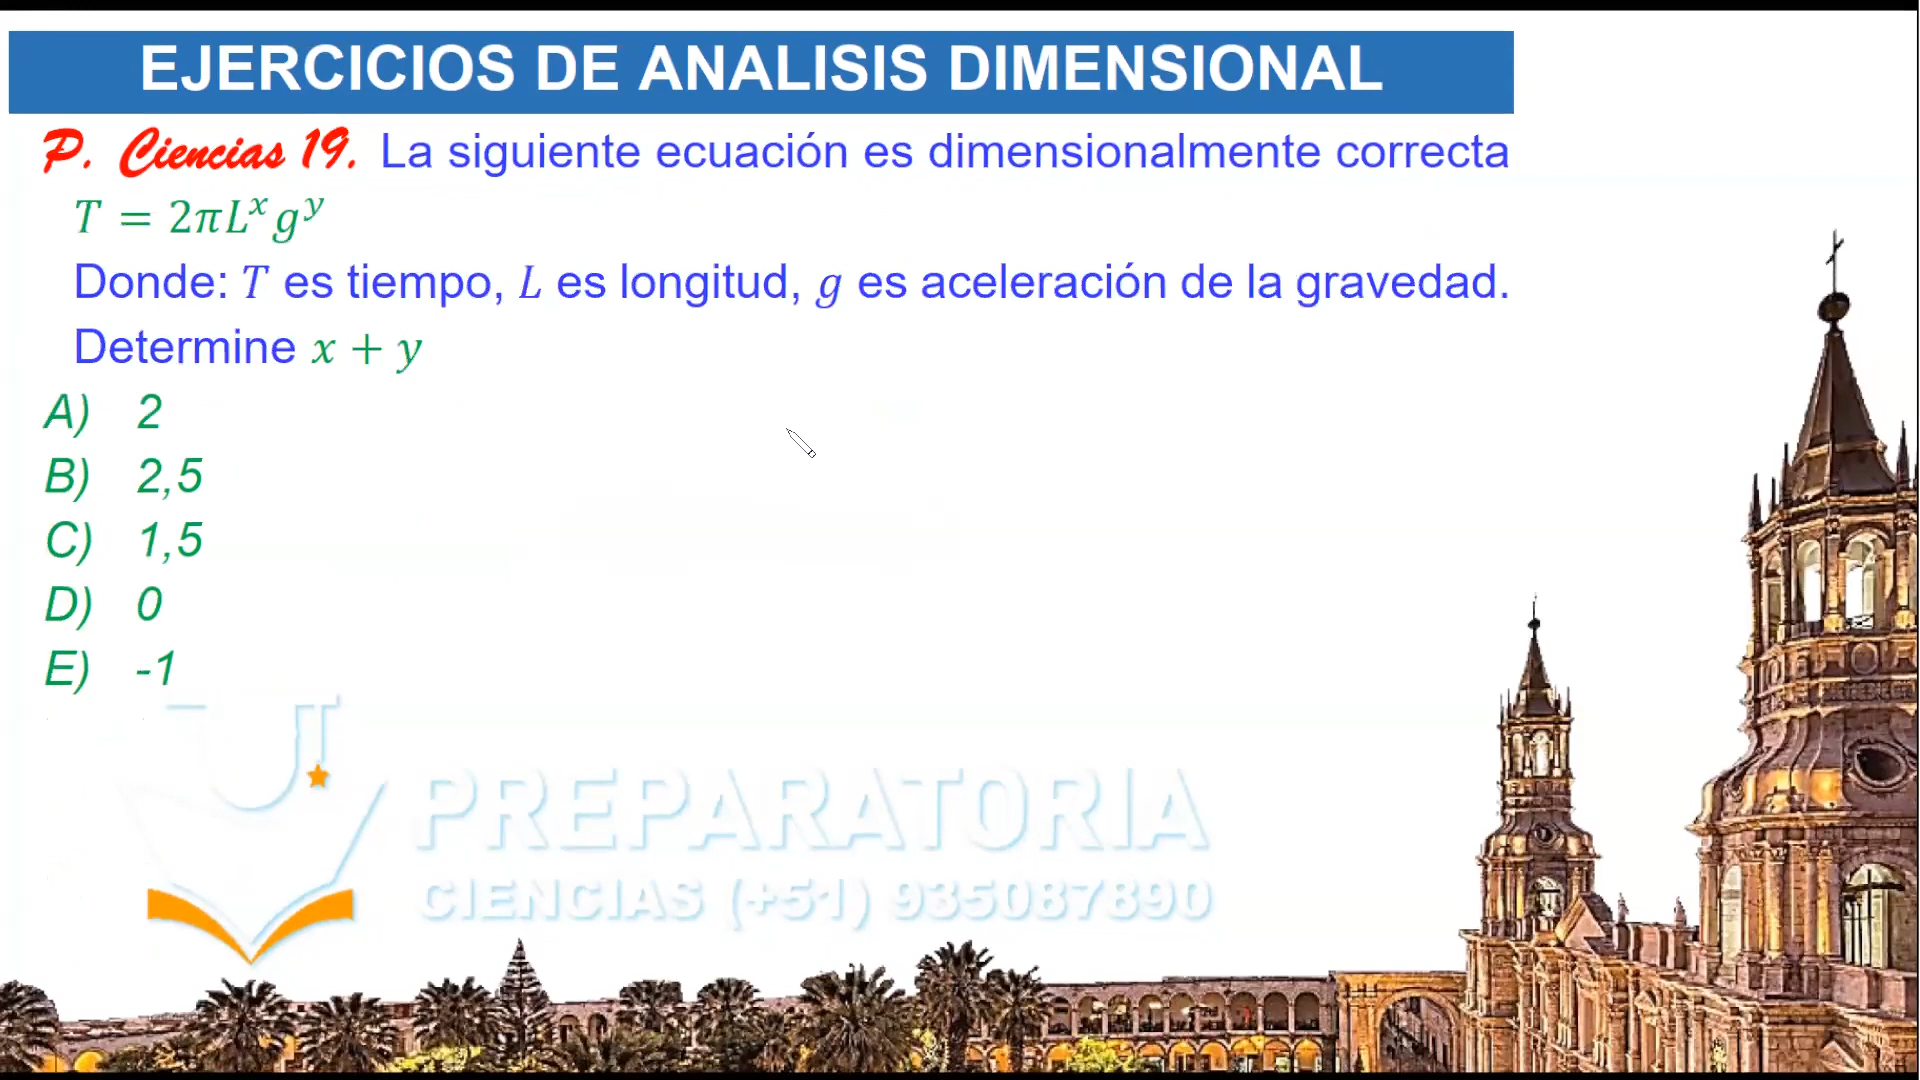 EJERCICIOS DE ANALISIS DIMENSIONAL
P. Ciencias 19. La siguiente ecuación es dimensionalmente correcta
T = 2πLˣgʸ
Donde: T es tiempo, L es longitud, g es aceleración de la gravedad.
Determine x + y
A) 2
B) 2,5
C) 1,5
D) 0
E) -1
PREPARATORIA
CIENCIAS (+51) 935087890